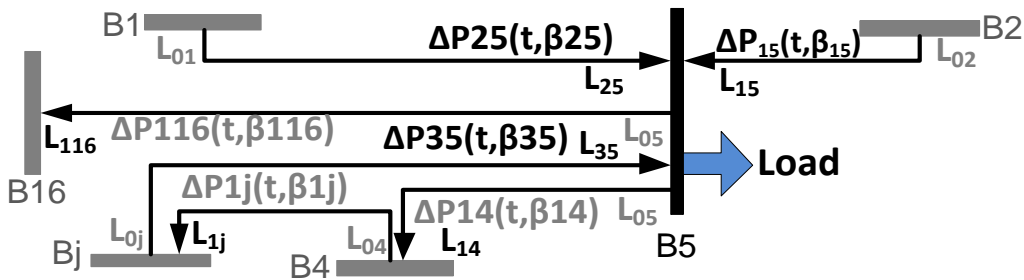 B1
B2
L₀₁
ΔP25(t,β25)
ΔP₁₅(t,β₁₅)
L₀₂
L₂₅
L₁₅
L₁₁₆
ΔP116(t,β116)
ΔP35(t,β35)
L₃₅
L₀₅
Load
B16
ΔP1j(t,β1j)
ΔP14(t,β14)
L₀₅
L₀ⱼ
L₁ⱼ
L₀₄
L₁₄
B5
Bj
B4